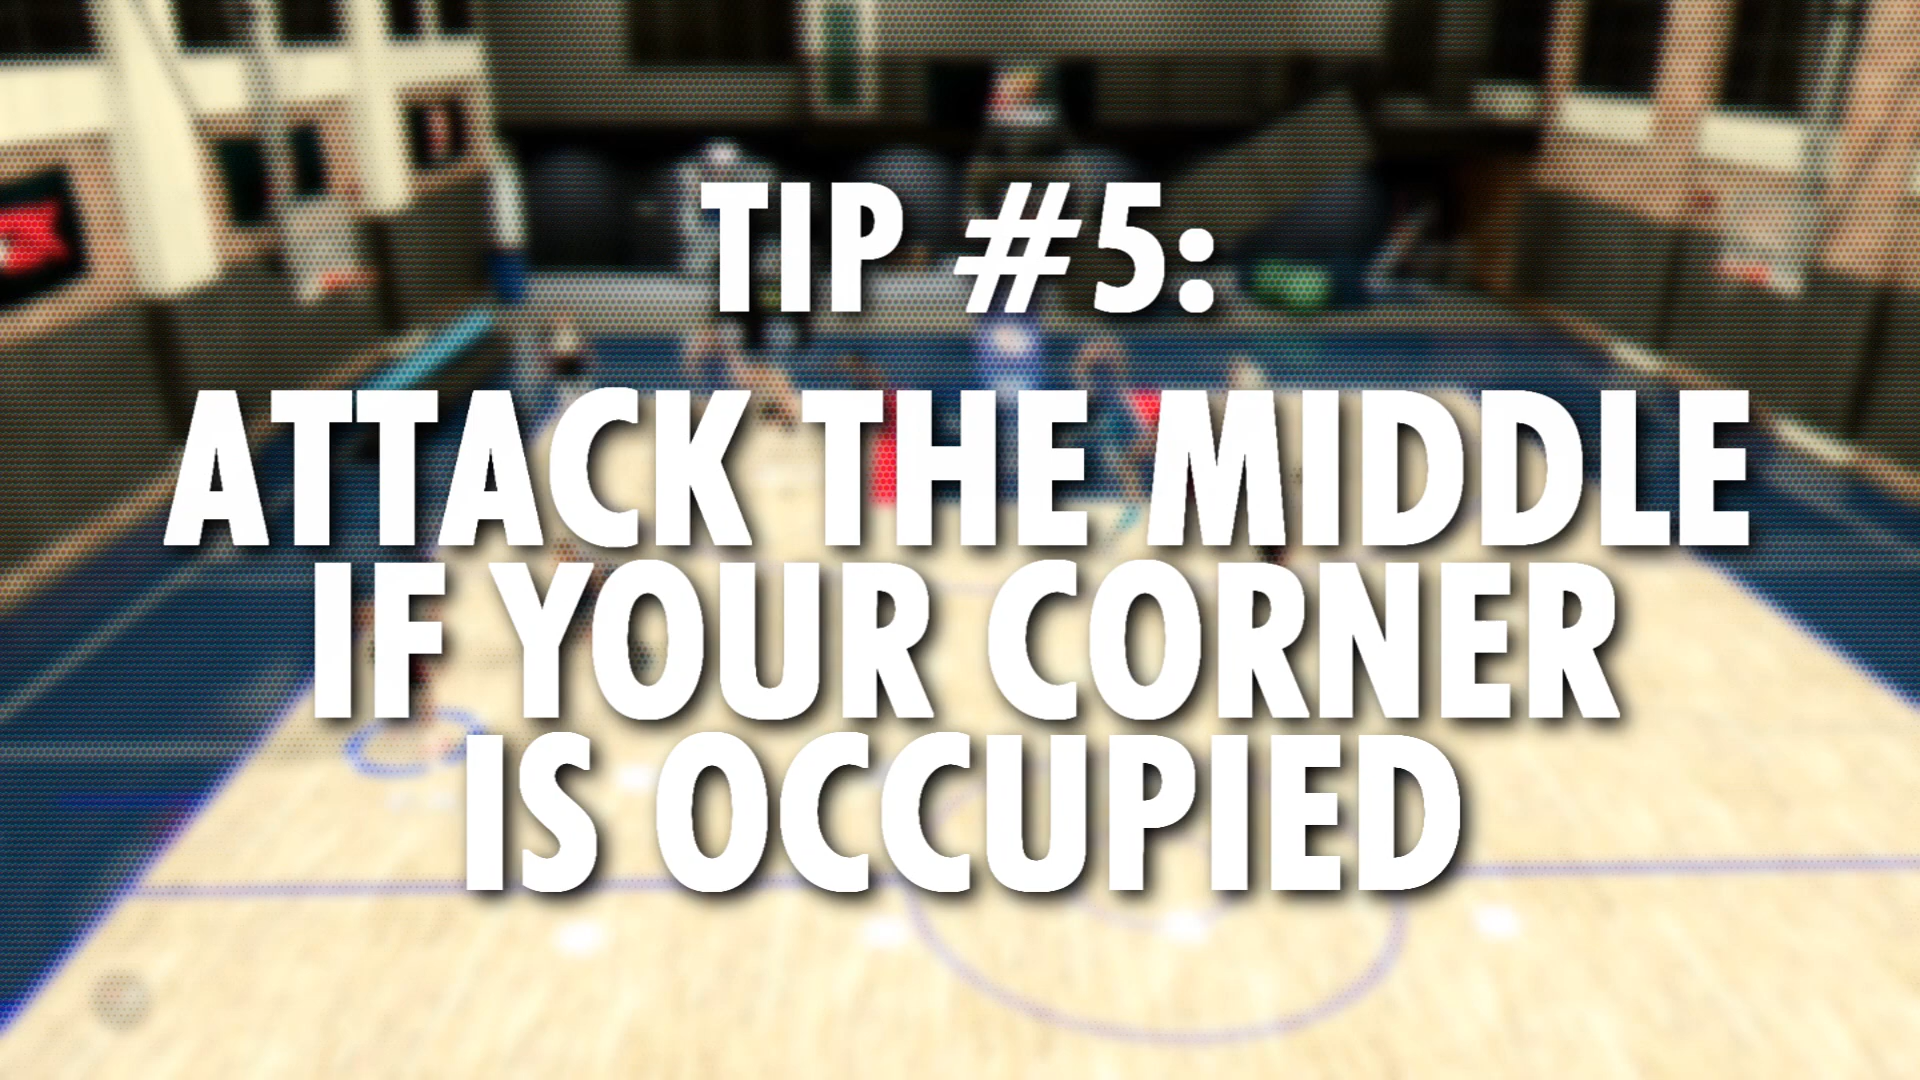 TIP #5:
ATTACK THE MIDDLE
IF YOUR CORNER
IS OCCUPIED